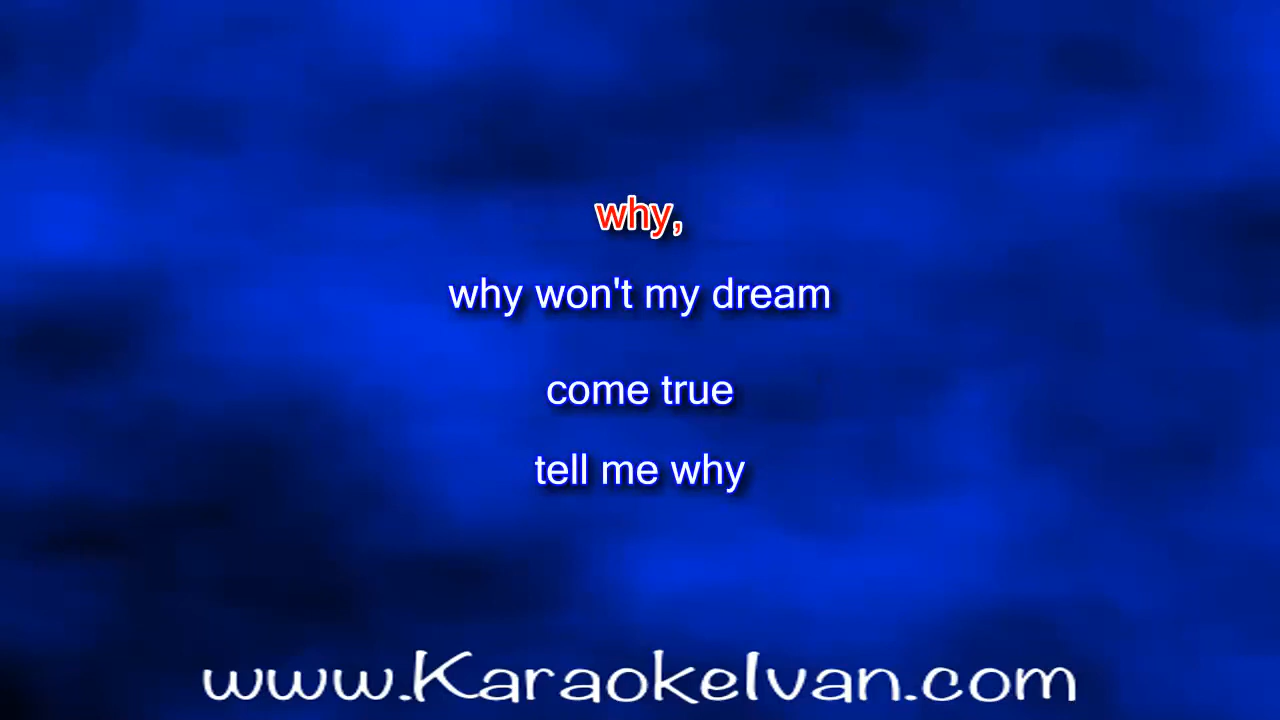 why,
why won't my dream
come true
tell me why
www.KaraokeIvan.com